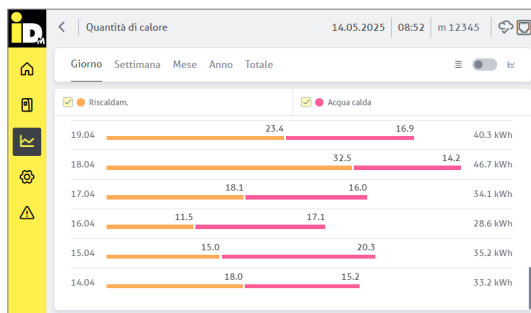 iDM
Quantità di calore 14.05.2025 08:52 m 12345
Giorno Settimana Mese Anno Totale
Riscaldam. Acqua calda
19.04 23.4 16.9 40.3 kWh
18.04 32.5 14.2 46.7 kWh
17.04 18.1 16.0 34.1 kWh
16.04 11.5 17.1 28.6 kWh
15.04 15.0 20.3 35.2 kWh
14.04 18.0 15.2 33.2 kWh